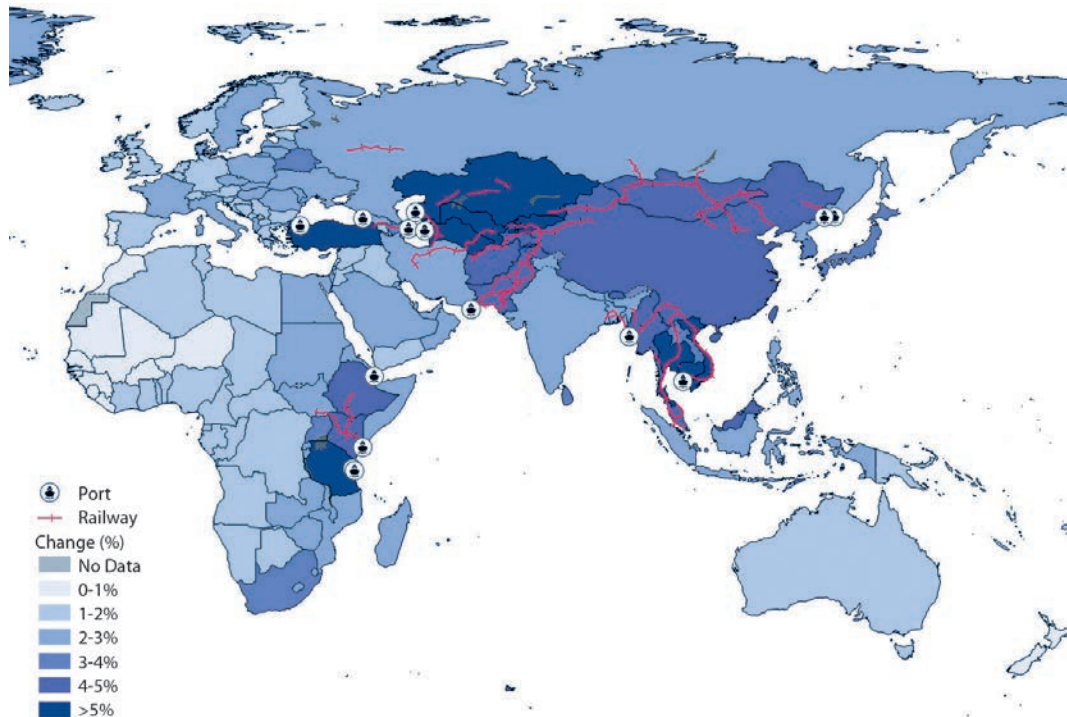 Port
Railway
Change (%)
No Data
0-1%
1-2%
2-3%
3-4%
4-5%
>5%